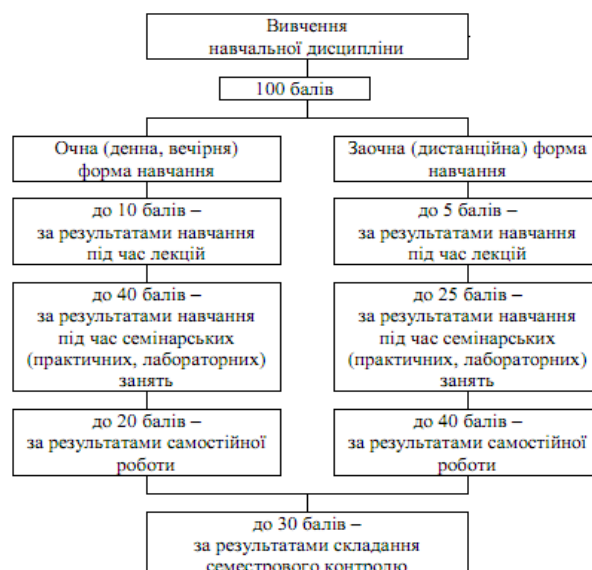 Вивчення
навчальної дисципліни
100 балів
Очна (денна, вечірня)
форма навчання
до 10 балів –
за результатами навчання
під час лекцій
до 40 балів –
за результатами навчання
під час семінарських
(практичних, лабораторних)
занять
до 20 балів –
за результатами самостійної
роботи
Заочна (дистанційна) форма
навчання
до 5 балів –
за результатами навчання
під час лекцій
до 25 балів –
за результатами навчання
під час семінарських
(практичних, лабораторних)
занять
до 40 балів –
за результатами самостійної
роботи
до 30 балів –
за результатами складання
семестрового контролю